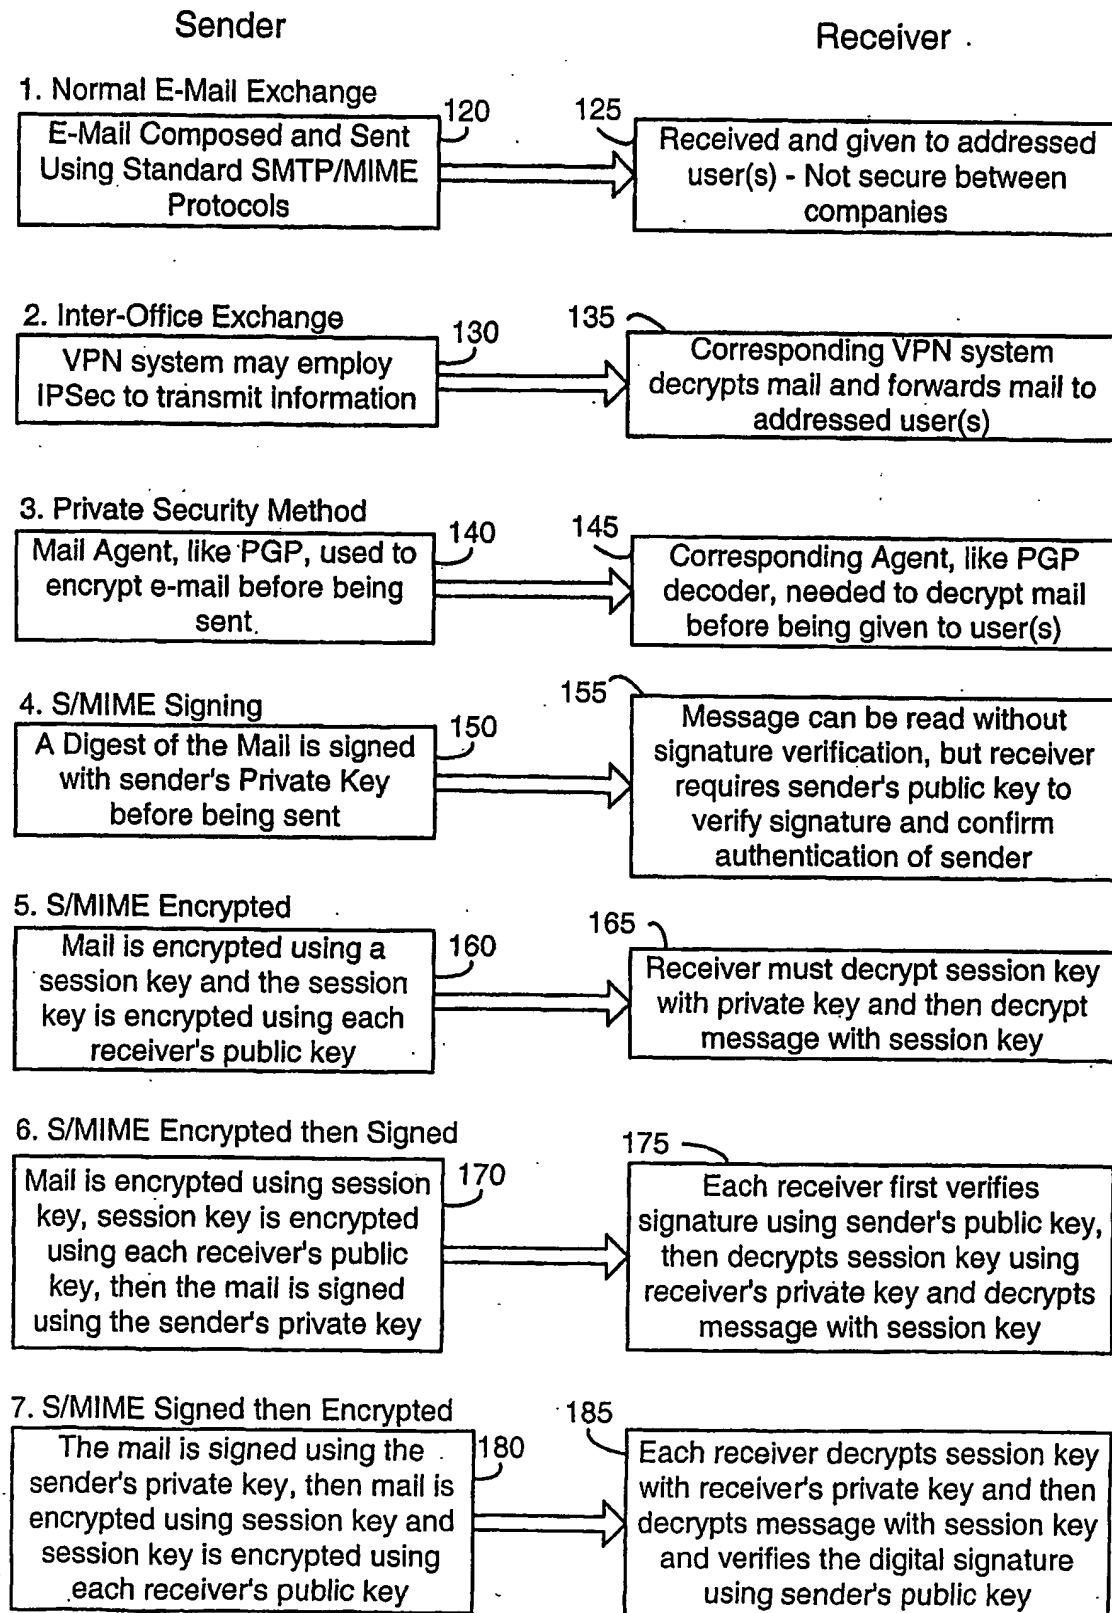 Sender
Receiver
1. Normal E-Mail Exchange
120
E-Mail Composed and Sent
Using Standard SMTP/MIME
Protocols
125
Received and given to addressed
user(s) - Not secure between
companies
2. Inter-Office Exchange
130
VPN system may employ
IPSec to transmit information
135
Corresponding VPN system
decrypts mail and forwards mail to
addressed user(s)
3. Private Security Method
140
Mail Agent, like PGP, used to
encrypt e-mail before being
sent.
145
Corresponding Agent, like PGP
decoder, needed to decrypt mail
before being given to user(s)
4. S/MIME Signing
150
A Digest of the Mail is signed
with sender's Private Key
before being sent
155
Message can be read without
signature verification, but receiver
requires sender's public key to
verify signature and confirm
authentication of sender
5. S/MIME Encrypted
160
Mail is encrypted using a
session key and the session
key is encrypted using each
receiver's public key
165
Receiver must decrypt session key
with private key and then decrypt
message with session key
6. S/MIME Encrypted then Signed
170
Mail is encrypted using session
key, session key is encrypted
using each receiver's public
key, then the mail is signed
using the sender's private key
175
Each receiver first verifies
signature using sender's public key,
then decrypts session key using
receiver's private key and decrypts
message with session key
7. S/MIME Signed then Encrypted
180
The mail is signed using the
sender's private key, then mail is
encrypted using session key and
session key is encrypted using
each receiver's public key
185
Each receiver decrypts session key
with receiver's private key and then
decrypts message with session key
and verifies the digital signature
using sender's public key